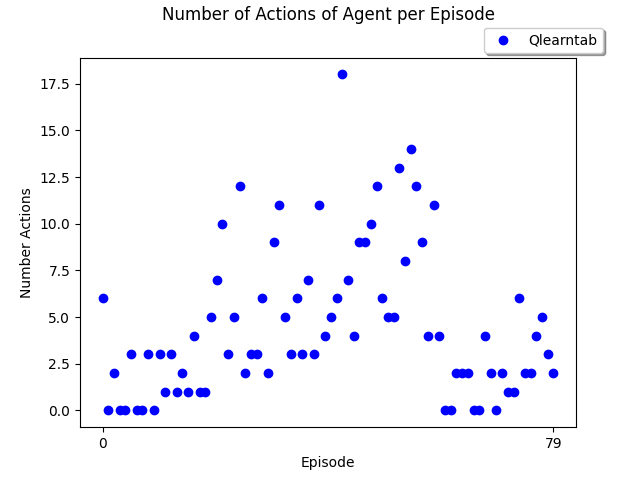 Number of Actions of Agent per Episode
Qlearntab
17.5
15.0
12.5
10.0
7.5
5.0
2.5
0.0
Number Actions
0
79
Episode